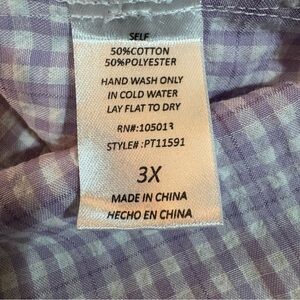 SELF
50%COTTON
50%POLYESTER
HAND WASH ONLY
IN COLD WATER
LAY FLAT TO DRY
RN#:105013
STYLE# :PT11591
3X
MADE IN CHINA
HECHO EN CHINA